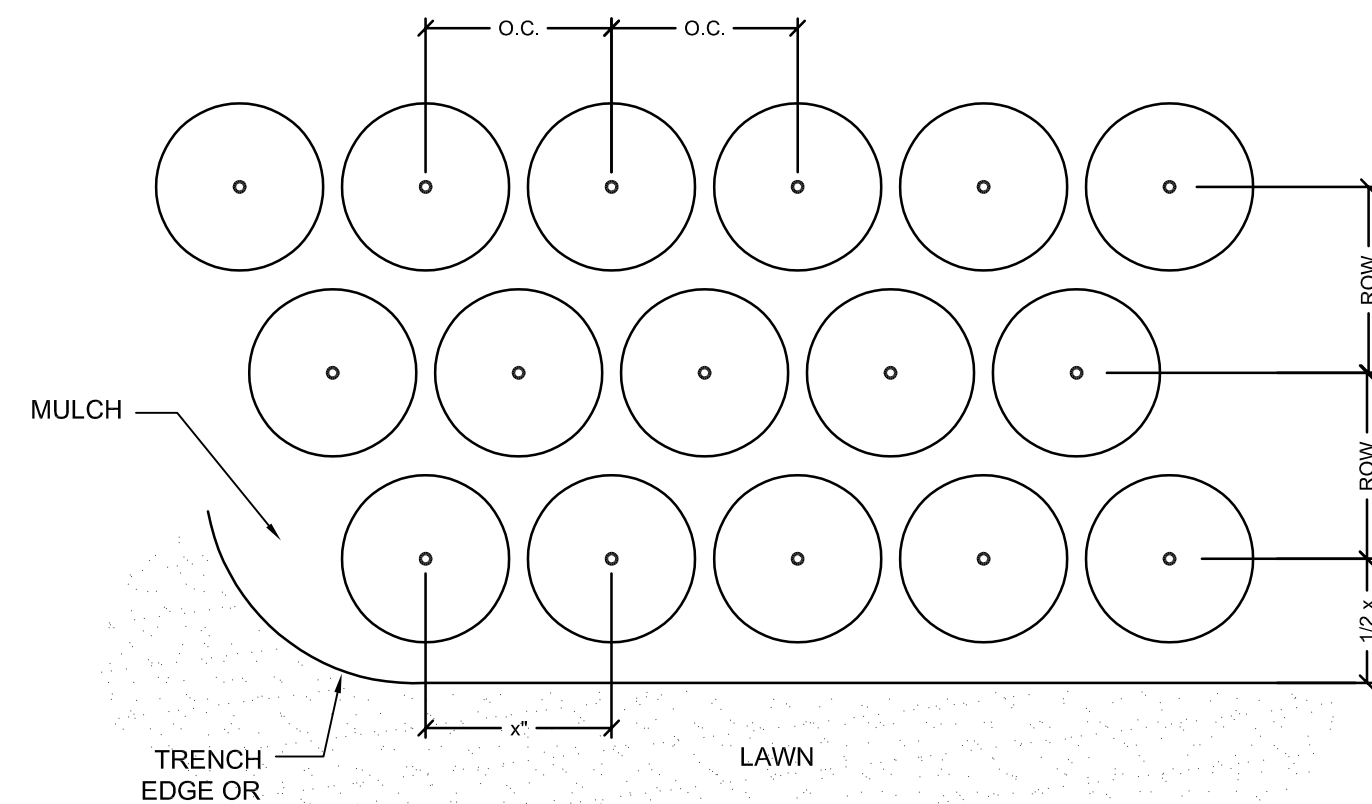 O.C. O.C.
ROW
MULCH
ROW
1/2 x
x"
TRENCH
EDGE OR
LAWN